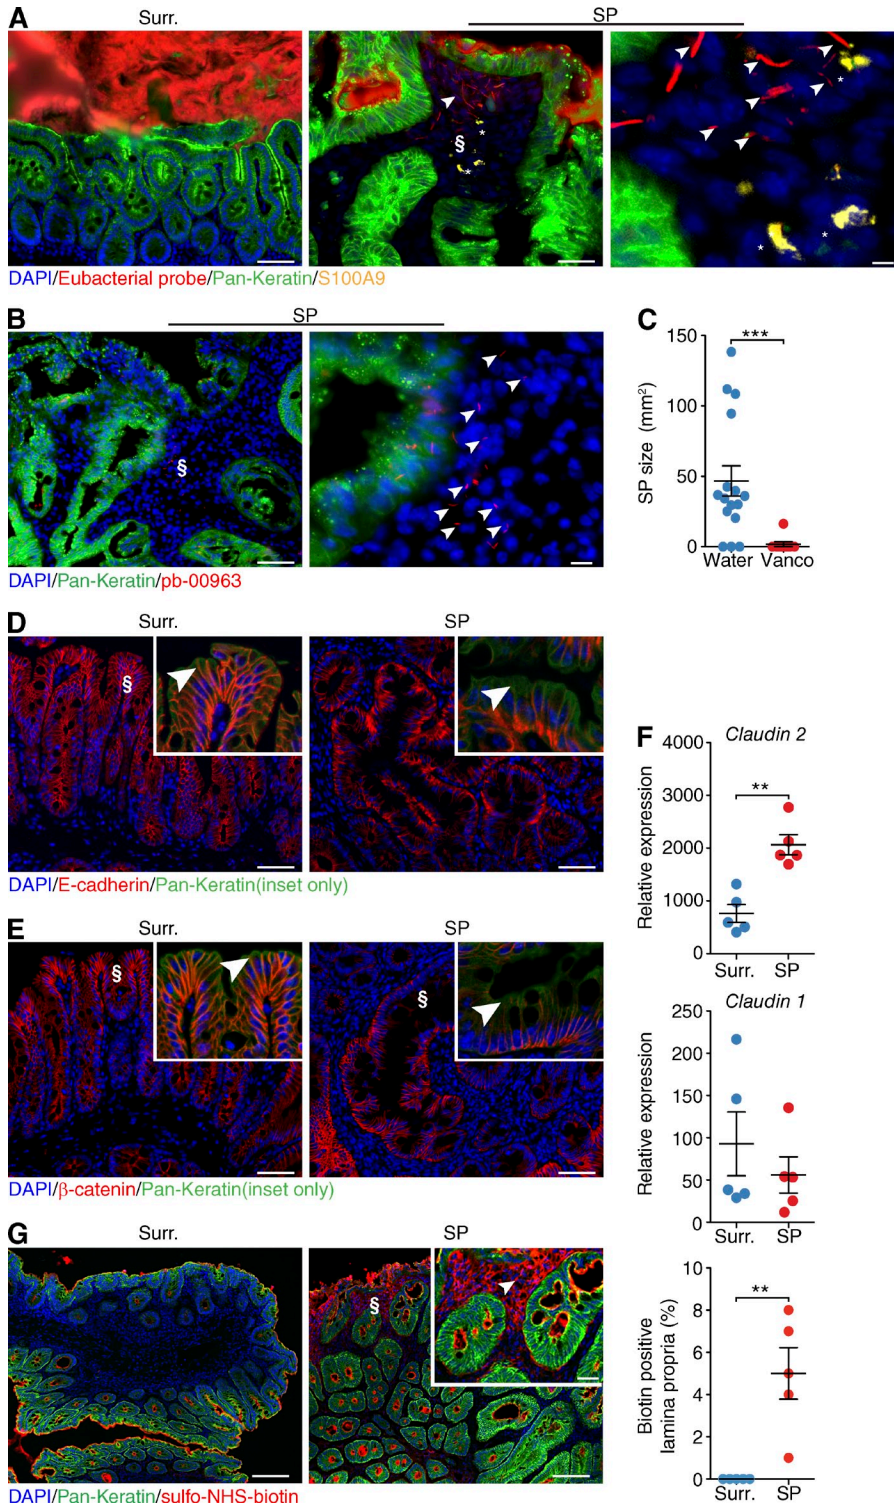 A
Surr.
SP
§
*
*
*
*
*
DAPI/Eubacterial probe/Pan-Keratin/S100A9
B
SP
§
DAPI/Pan-Keratin/pb-00963
C
***
SP size (mm²)
150
100
50
0
Water Vanco
D
Surr.
SP
§
DAPI/E-cadherin/Pan-Keratin(inset only)
E
Surr.
SP
§
§
DAPI/β-catenin/Pan-Keratin(inset only)
F
Claudin 2
**
Relative expression
4000
3000
2000
1000
0
Surr. SP
Claudin 1
Relative expression
250
200
150
100
50
0
Surr. SP
G
Surr.
SP
§
DAPI/Pan-Keratin/sulfo-NHS-biotin
**
Biotin positive
lamina propria (%)
10
8
6
4
2
0
Surr. SP